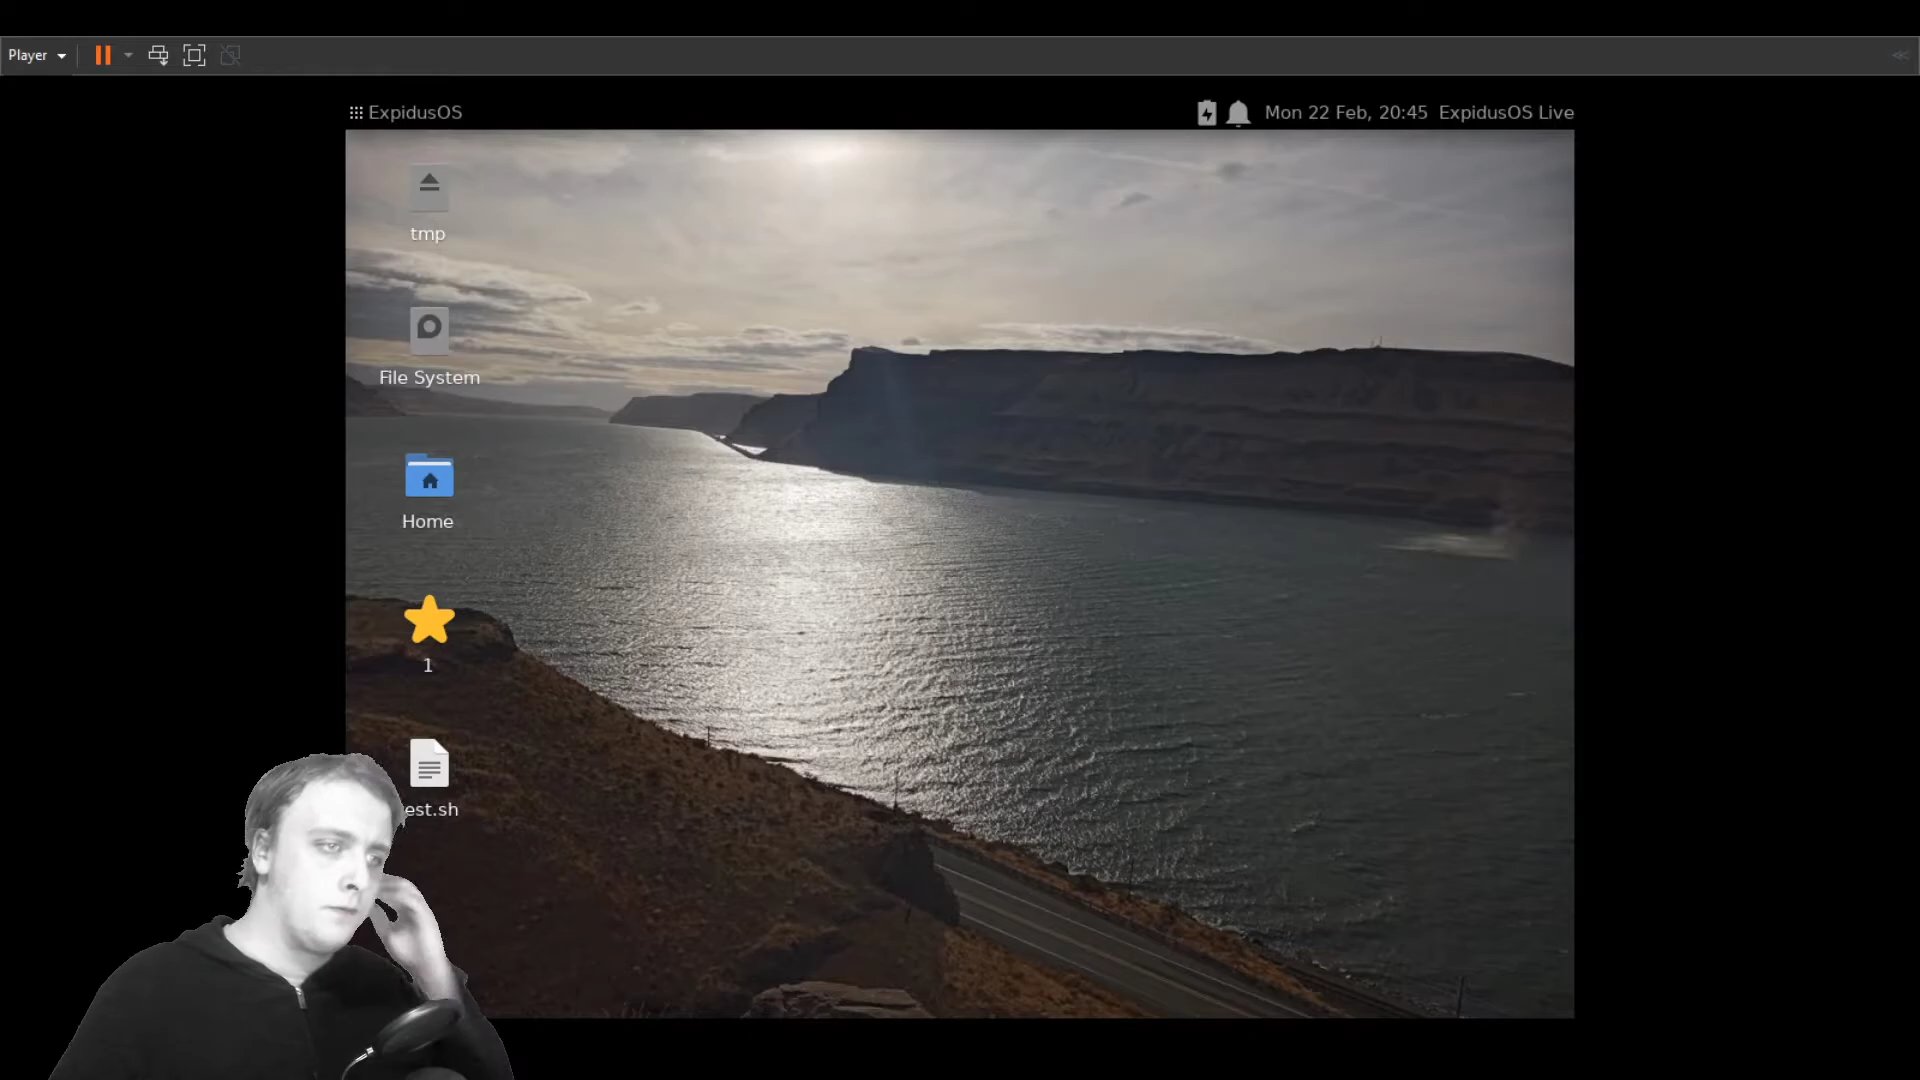 Player
ExpidusOS
Mon 22 Feb, 20:45 ExpidusOS Live
tmp
File System
Home
1
est.sh